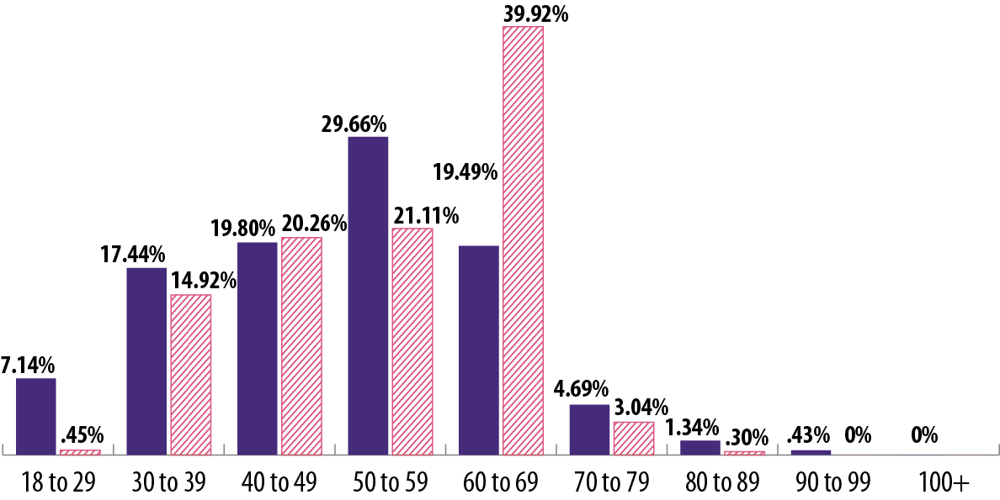 39.92%
29.66%
19.49%
19.80% 20.26% 21.11%
17.44% 14.92%
7.14% 4.69% 3.04%
.45% 1.34% .30% .43% 0% 0%
18 to 29 30 to 39 40 to 49 50 to 59 60 to 69 70 to 79 80 to 89 90 to 99 100+